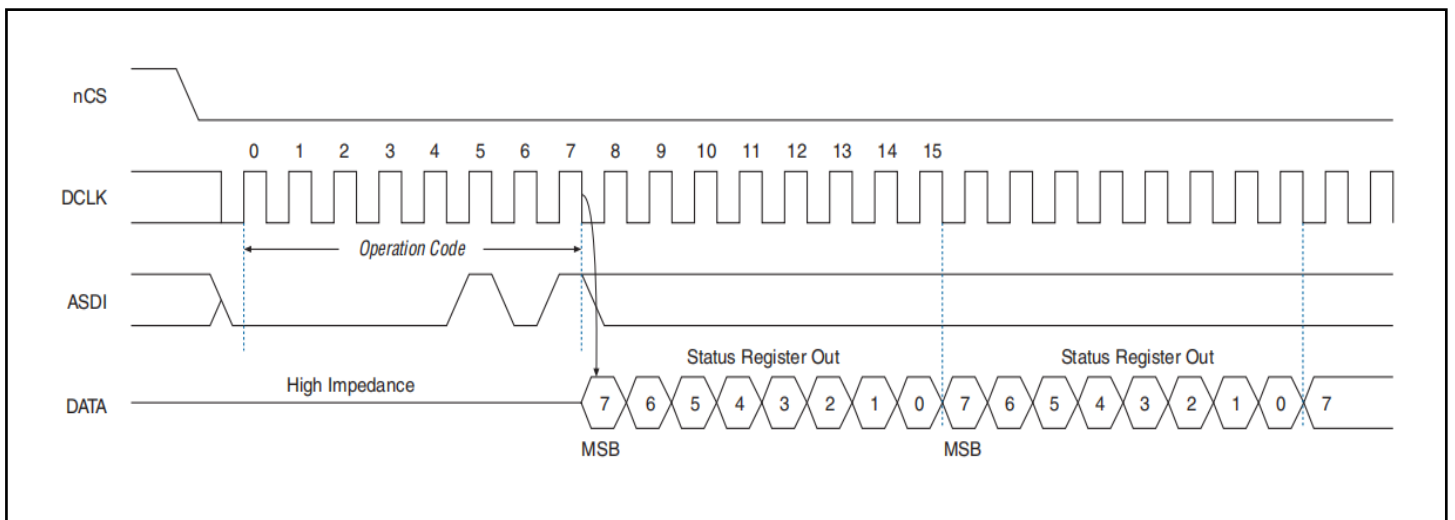 nCS
0 1 2 3 4 5 6 7 8 9 10 11 12 13 14 15
DCLK
Operation Code
ASDI
Status Register Out Status Register Out
High Impedance
DATA 7 6 5 4 3 2 1 0 7 6 5 4 3 2 1 0 7
MSB MSB